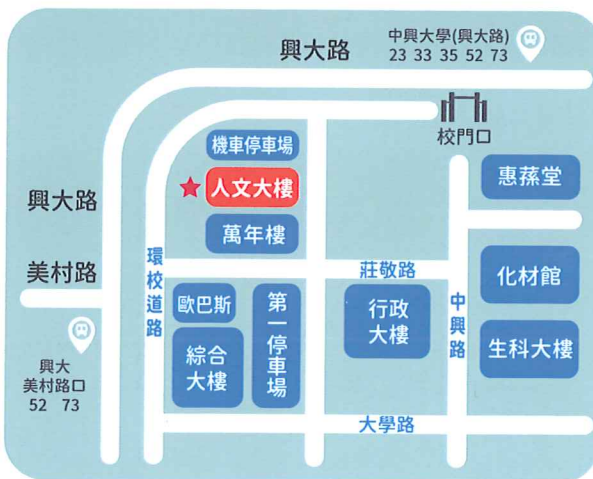 中興大學(興大路)
23 33 35 52 73
興大路
校門口
機車停車場
人文大樓
惠蓀堂
興大路
萬年樓
美村路
環校道路
莊敬路
中興路
化材館
歐巴斯
第一停車場
行政
大樓
綜合
大樓
生科大樓
興大
美村路口
52 73
大學路